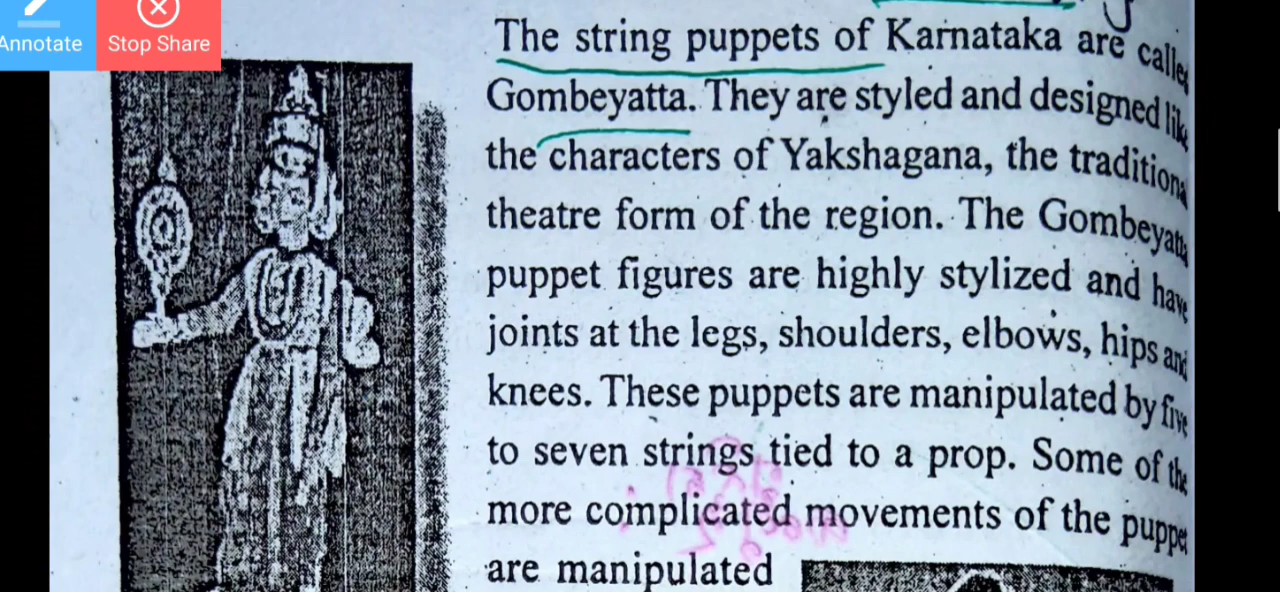 Annotate
Stop Share
The string puppets of Karnataka are called
Gombeyatta. They are styled and designed like
the characters of Yakshagana, the traditional
theatre form of the region. The Gombeyatta
puppet figures are highly stylized and have
joints at the legs, shoulders, elbows, hips and
knees. These puppets are manipulated by five
to seven strings tied to a prop. Some of the
more complicated movements of the puppet
are manipulated